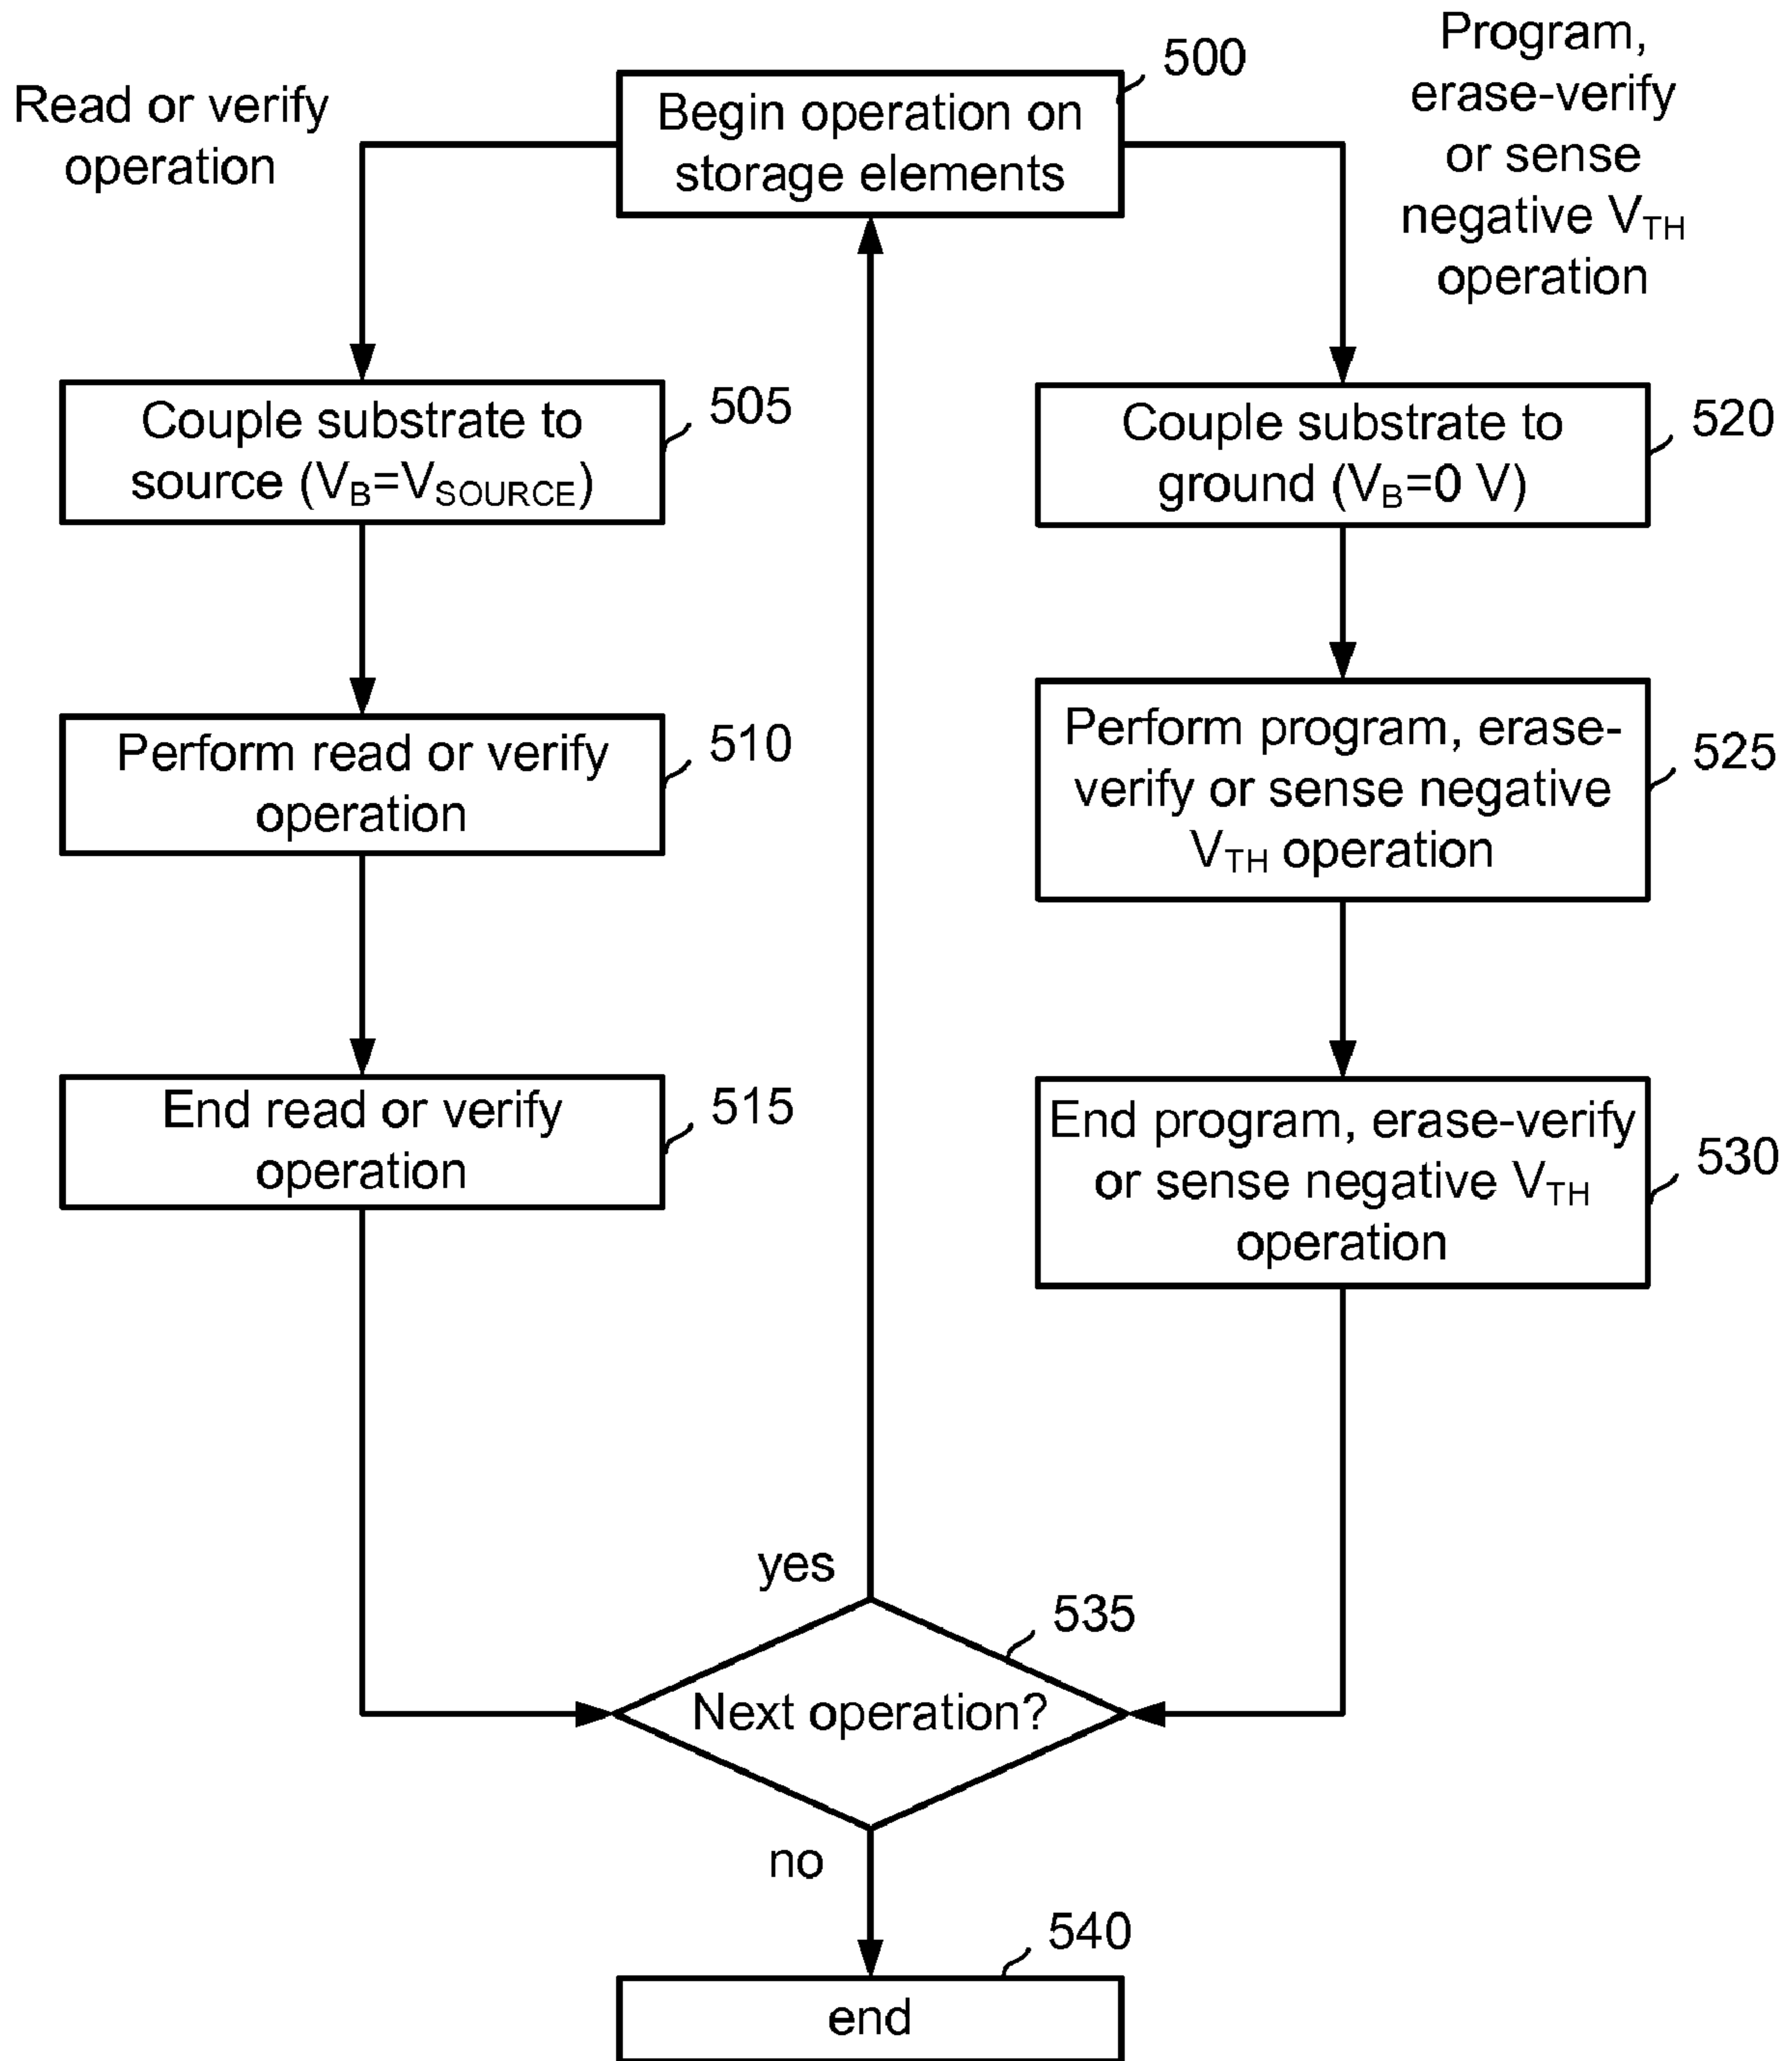 Read or verify
operation
500
Begin operation on
storage elements
Program,
erase-verify
or sense
negative VTH
operation
505
Couple substrate to
source (VB=VSOURCE)
520
Couple substrate to
ground (VB=0 V)
510
Perform read or verify
operation
525
Perform program, erase-
verify or sense negative
VTH operation
515
End read or verify
operation
530
End program, erase-verify
or sense negative VTH
operation
yes
535
Next operation?
no
540
end